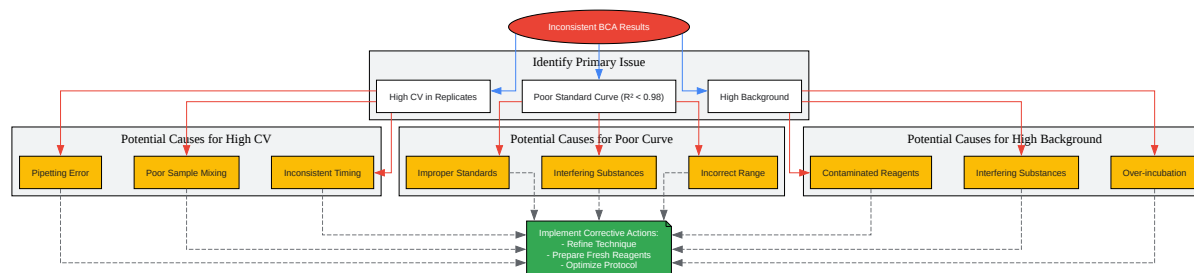 Inconsistent BCA Results
Identify Primary Issue
High CV in Replicates
Poor Standard Curve (R² < 0.98)
High Background
Potential Causes for High CV
Pipetting Error
Poor Sample Mixing
Inconsistent Timing
Potential Causes for Poor Curve
Improper Standards
Interfering Substances
Incorrect Range
Potential Causes for High Background
Contaminated Reagents
Interfering Substances
Over-incubation
Implement Corrective Actions:
- Refine Technique
- Prepare Fresh Reagents
- Optimize Protocol